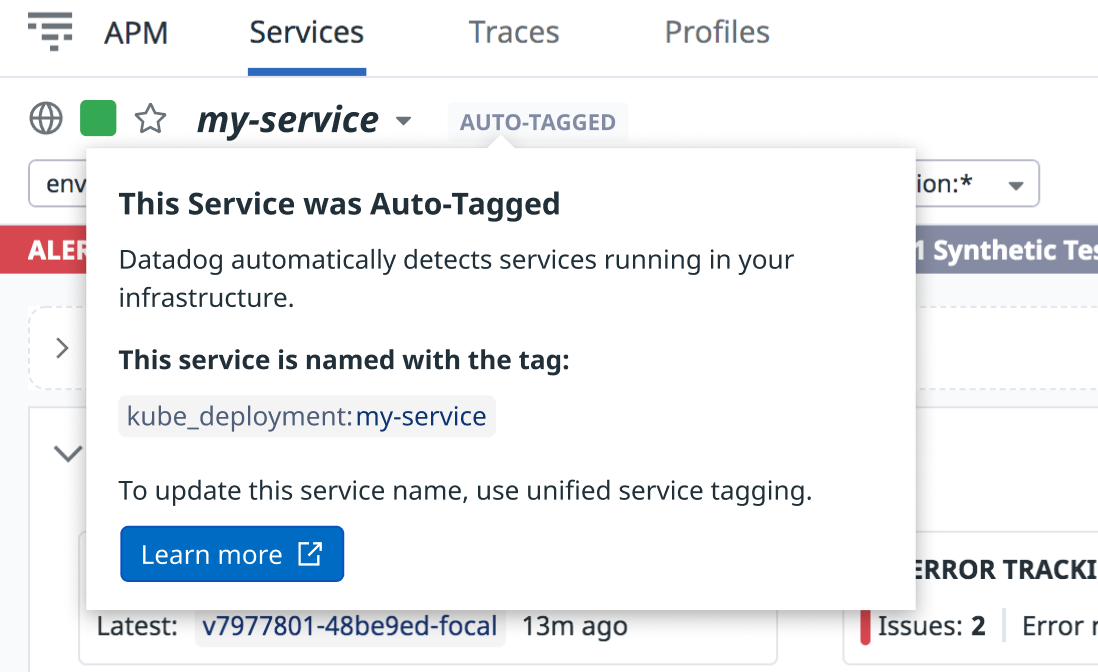 APM Services Traces Profiles
my-service AUTO-TAGGED
env
ion:*
This Service was Auto-Tagged
ALER
1 Synthetic Tes
Datadog automatically detects services running in your
infrastructure.
This service is named with the tag:
kube_deployment:my-service
To update this service name, use unified service tagging.
Learn more
ERROR TRACKI
Latest: v7977801-48be9ed-focal 13m ago
Issues: 2 Error r